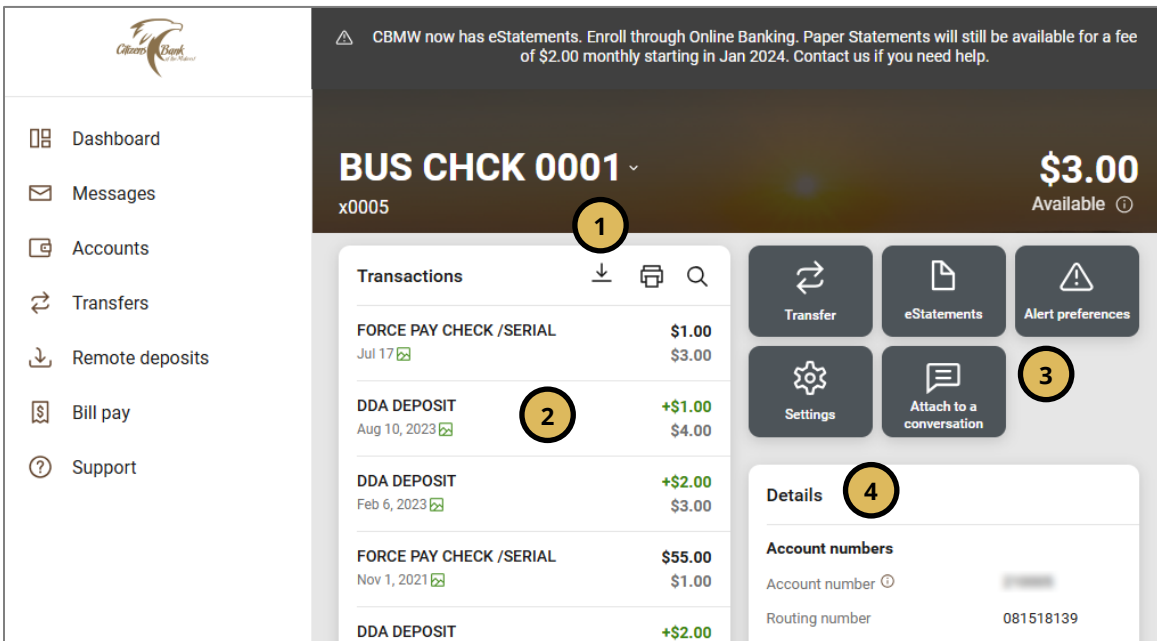 Citizens Bank
of the Midwest
CBMW now has eStatements. Enroll through Online Banking. Paper Statements will still be available for a fee
of $2.00 monthly starting in Jan 2024. Contact us if you need help.
Dashboard
Messages
Accounts
Transfers
Remote deposits
Bill pay
Support
BUS CHCK 0001
x0005
$3.00
Available
1
Transactions
FORCE PAY CHECK /SERIAL $1.00
Jul 17 $3.00
2
DDA DEPOSIT +$1.00
Aug 10, 2023 $4.00
DDA DEPOSIT +$2.00
Feb 6, 2023 $3.00
FORCE PAY CHECK /SERIAL $55.00
Nov 1, 2021 $1.00
DDA DEPOSIT +$2.00
Transfer
eStatements
Alert preferences
Settings
Attach to a
conversation
3
Details
4
Account numbers
Account number
Routing number 081518139